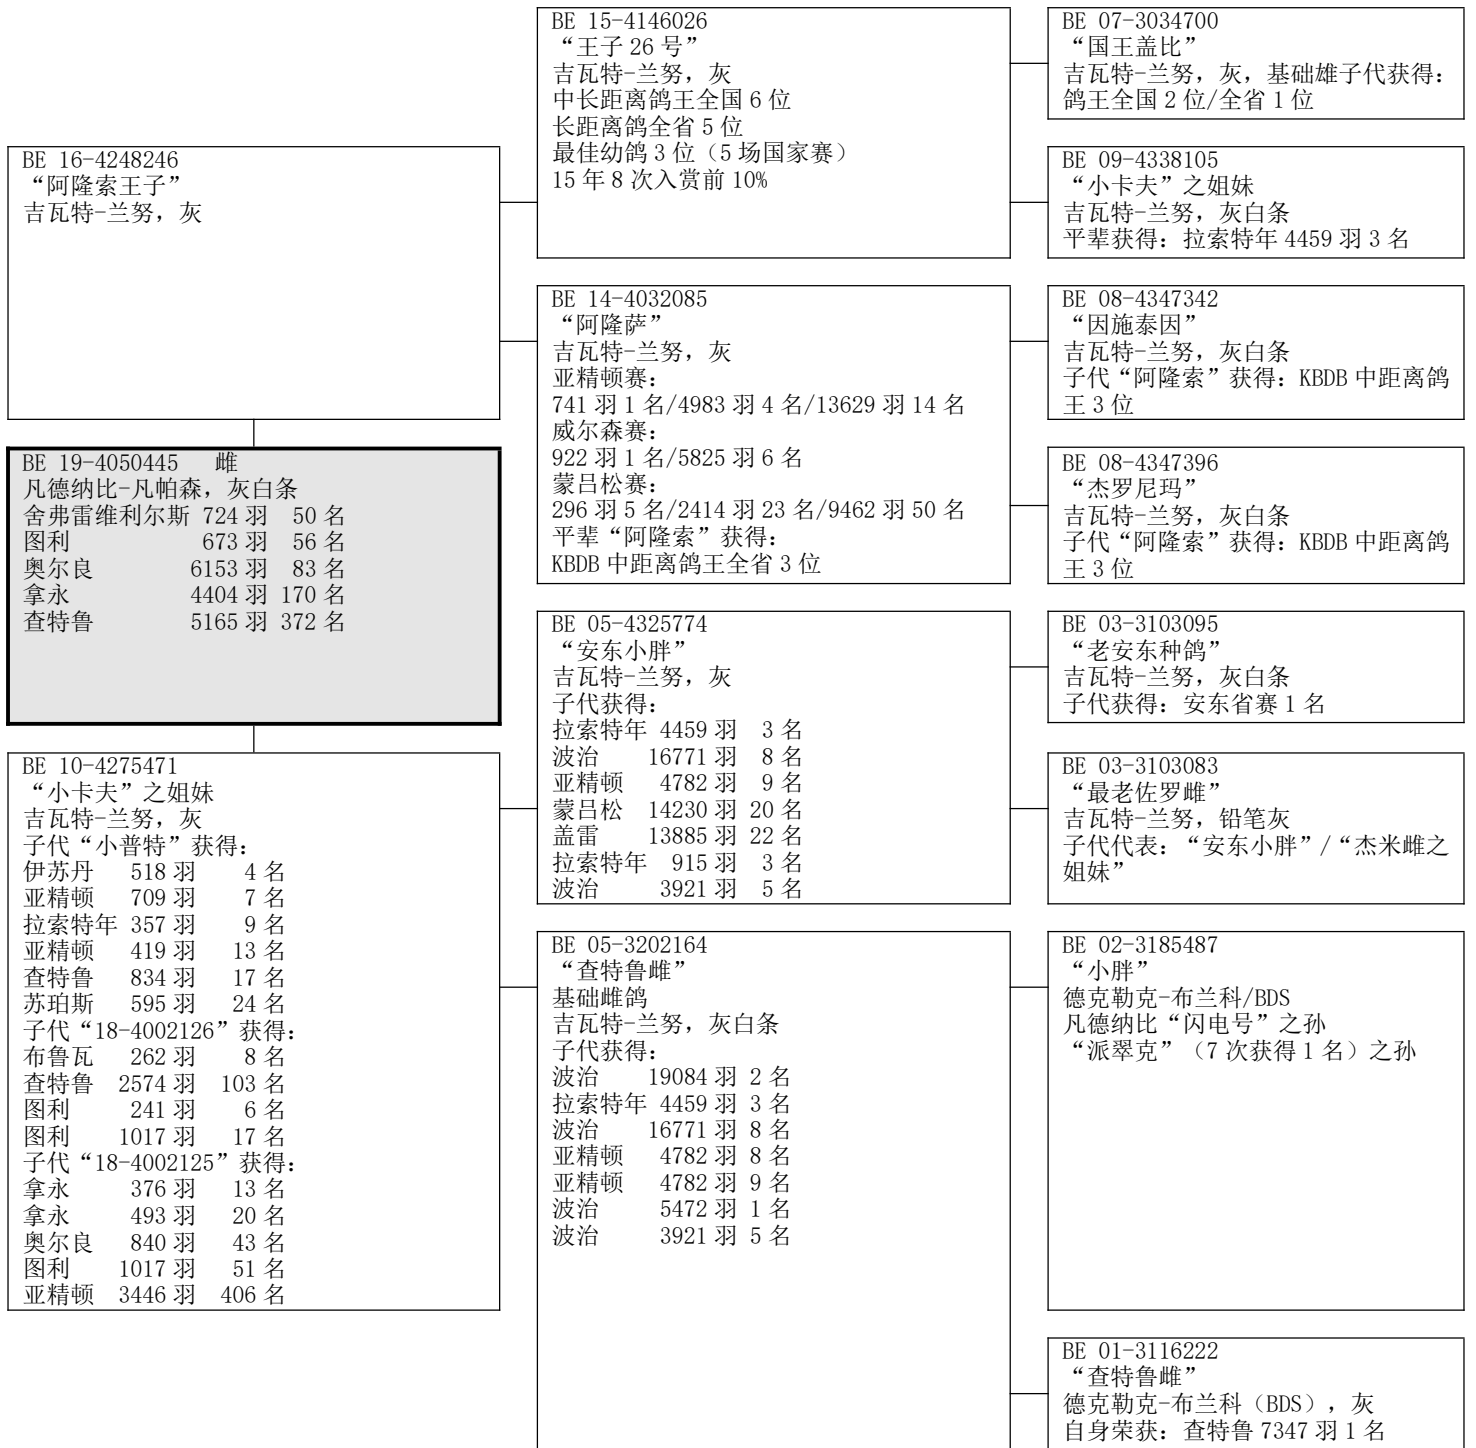 BE 16-4248246
“阿隆索王子”
吉瓦特-兰努，灰
BE 19-4050445 雌
凡德纳比-凡帕森，灰白条
舍弗雷维利尔斯 724 羽 50 名
图利 673 羽 56 名
奥尔良 6153 羽 83 名
拿永 4404 羽 170 名
查特鲁 5165 羽 372 名
BE 10-4275471
“小卡夫”之姐妹
吉瓦特-兰努，灰
子代“小普特”获得：
伊苏丹 518 羽 4 名
亚精顿 709 羽 7 名
拉索特年 357 羽 9 名
亚精顿 419 羽 13 名
查特鲁 834 羽 17 名
苏珀斯 595 羽 24 名
子代“18-4002126”获得：
布鲁瓦 262 羽 8 名
查特鲁 2574 羽 103 名
图利 241 羽 6 名
图利 1017 羽 17 名
子代“18-4002125”获得：
拿永 376 羽 13 名
拿永 493 羽 20 名
奥尔良 840 羽 43 名
图利 1017 羽 51 名
亚精顿 3446 羽 406 名
BE 15-4146026
“王子 26 号”
吉瓦特-兰努，灰
中长距离鸽王全国 6 位
长距离鸽全省 5 位
最佳幼鸽 3 位（5 场国家赛）
15 年 8 次入赏前 10%
BE 14-4032085
“阿隆萨”
吉瓦特-兰努，灰
亚精顿赛：
741 羽 1 名/4983 羽 4 名/13629 羽 14 名
威尔森赛：
922 羽 1 名/5825 羽 6 名
蒙吕松赛：
296 羽 5 名/2414 羽 23 名/9462 羽 50 名
平辈“阿隆索”获得：
KBDB 中距离鸽王全省 3 位
BE 05-4325774
“安东小胖”
吉瓦特-兰努，灰
子代获得：
拉索特年 4459 羽 3 名
波治 16771 羽 8 名
亚精顿 4782 羽 9 名
蒙吕松 14230 羽 20 名
盖雷 13885 羽 22 名
拉索特年 915 羽 3 名
波治 3921 羽 5 名
BE 05-3202164
“查特鲁雌”
基础雌鸽
吉瓦特-兰努，灰白条
子代获得：
波治 19084 羽 2 名
拉索特年 4459 羽 3 名
波治 16771 羽 8 名
亚精顿 4782 羽 8 名
亚精顿 4782 羽 9 名
波治 5472 羽 1 名
波治 3921 羽 5 名
BE 07-3034700
“国王盖比”
吉瓦特-兰努，灰，基础雄子代获得：
鸽王全国 2 位/全省 1 位
BE 09-4338105
“小卡夫”之姐妹
吉瓦特-兰努，灰白条
平辈获得：拉索特年 4459 羽 3 名
BE 08-4347342
“因施泰因”
吉瓦特-兰努，灰白条
子代“阿隆索”获得：KBDB 中距离鸽
王 3 位
BE 08-4347396
“杰罗尼玛”
吉瓦特-兰努，灰白条
子代“阿隆索”获得：KBDB 中距离鸽
王 3 位
BE 03-3103095
“老安东种鸽”
吉瓦特-兰努，灰白条
子代获得：安东省赛 1 名
BE 03-3103083
“最老佐罗雌”
吉瓦特-兰努，铅笔灰
子代代表：“安东小胖”/“杰米雌之
姐妹”
BE 02-3185487
“小胖”
德克勒克-布兰科/BDS
凡德纳比“闪电号”之孙
“派翠克”（7 次获得 1 名）之孙
BE 01-3116222
“查特鲁雌”
德克勒克-布兰科（BDS），灰
自身荣获：查特鲁 7347 羽 1 名